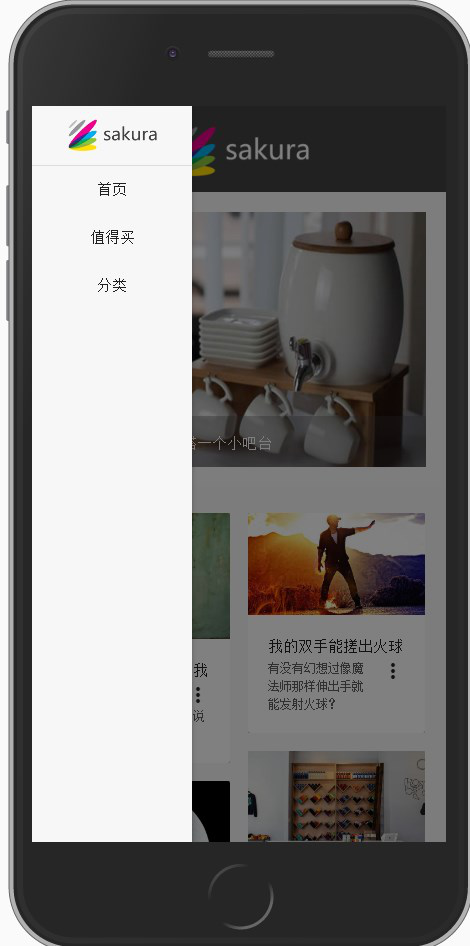 sakura
sakura
首页
值得买
分类
一个小吧台
我
说
我的双手能搓出火球
有没有幻想过像魔
法师那样伸出手就
能发射火球?